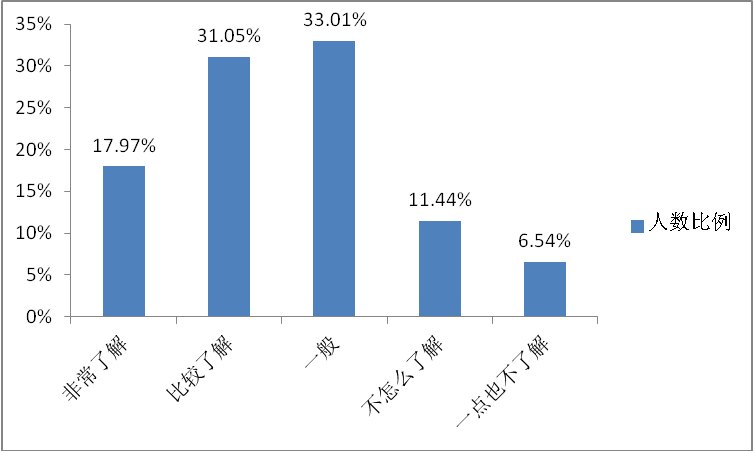 35%
30%
25%
20%
15%
10%
5%
0%
17.97%
31.05%
33.01%
11.44%
6.54%
非常了解
比较了解
一般
不怎么了解
一点也不了解
人数比例